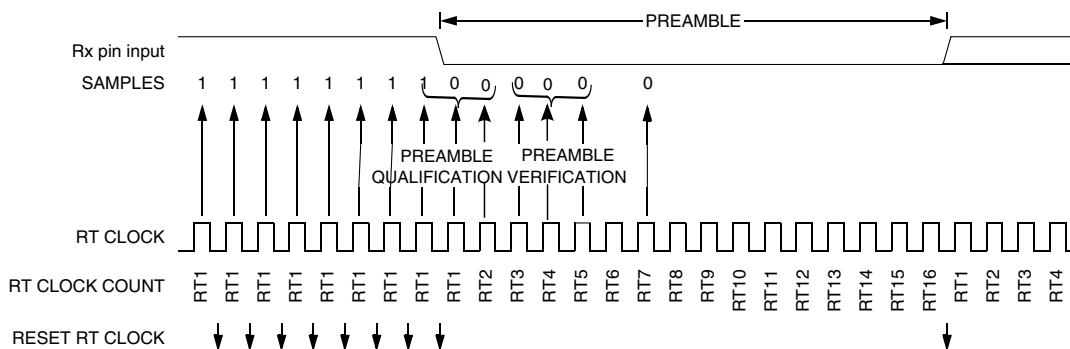 PREAMBLE
Rx pin input
SAMPLES 1 1 1 1 1 1 1 1 0 0 0 0 0 0
PREAMBLE PREAMBLE
QUALIFICATION VERIFICATION
RT CLOCK
RT CLOCK COUNT RT1 RT1 RT1 RT1 RT1 RT1 RT1 RT1 RT1 RT2 RT3 RT4 RT5 RT6 RT7 RT8 RT9 RT10 RT11 RT12 RT13 RT14 RT15 RT16 RT1 RT2 RT3 RT4
RESET RT CLOCK